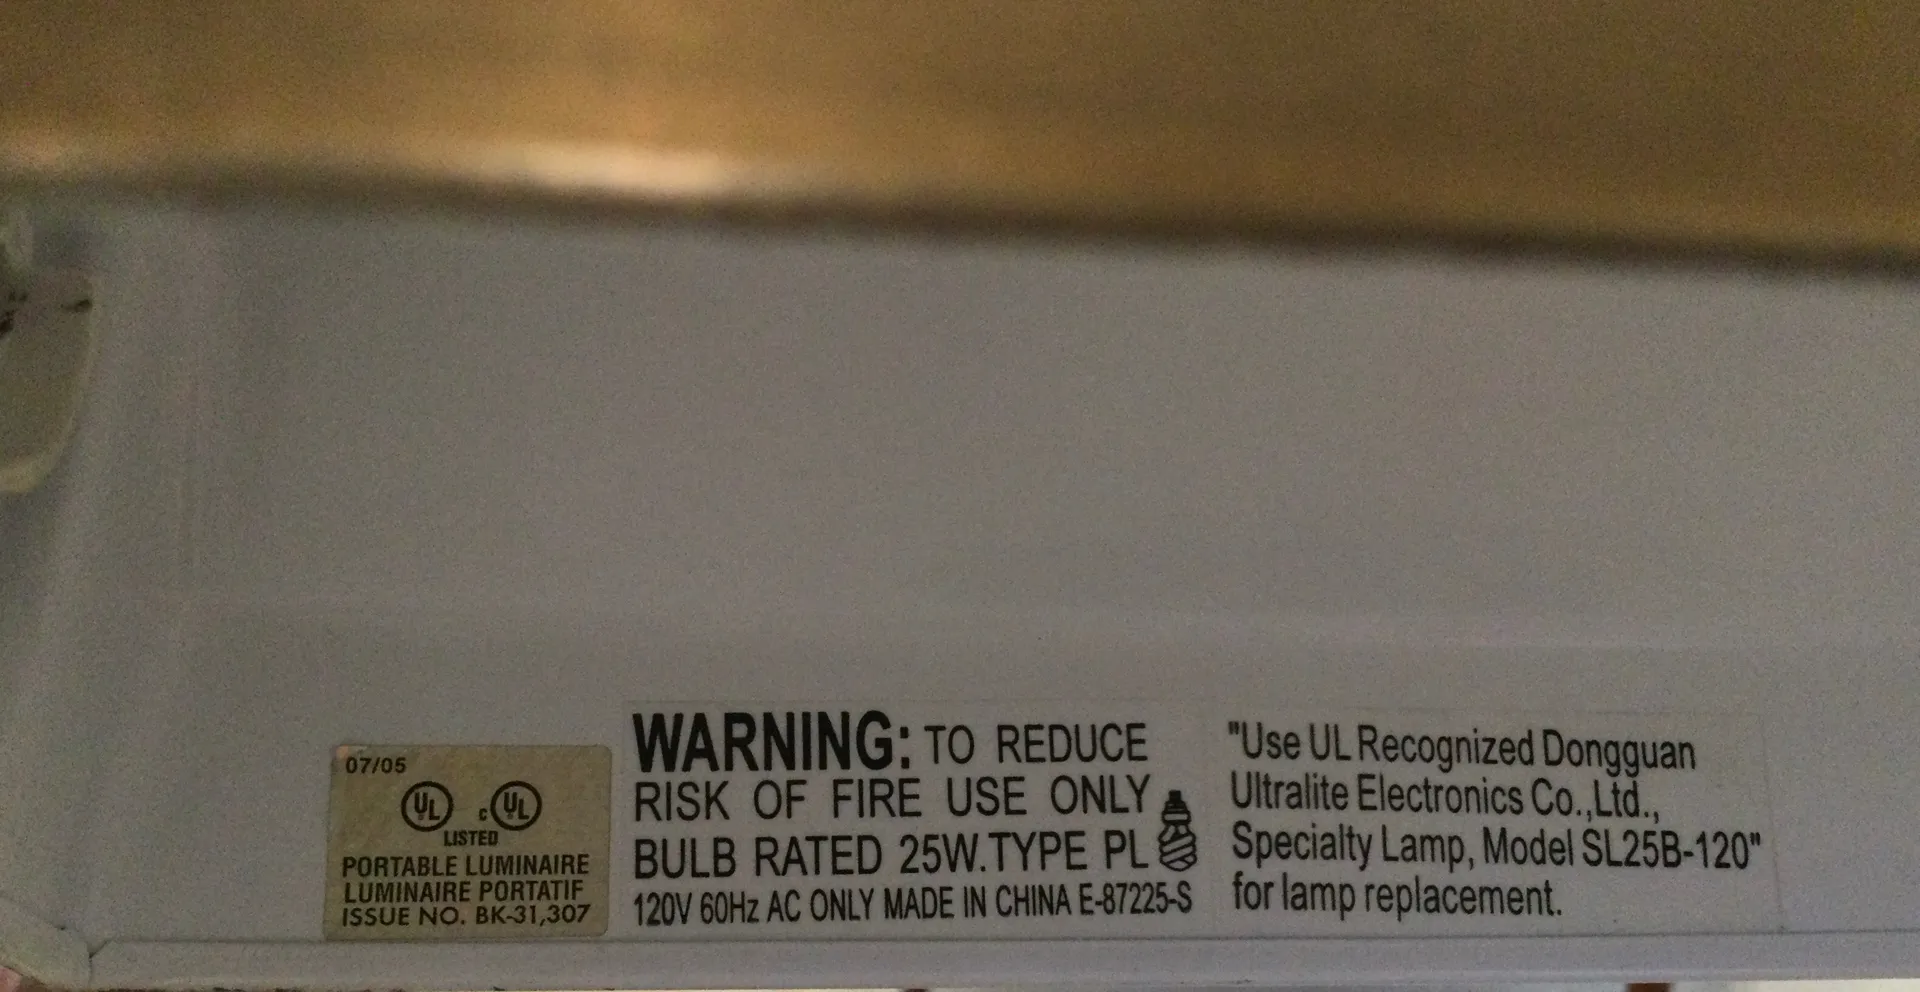 07/05
UL c UL
LISTED
PORTABLE LUMINAIRE
LUMINAIRE PORTATIF
ISSUE NO. BK-31,307
WARNING: TO REDUCE
RISK OF FIRE USE ONLY
BULB RATED 25W.TYPE PL
120V 60Hz AC ONLY MADE IN CHINA E-87225-S
"Use UL Recognized Dongguan
Ultralite Electronics Co.,Ltd.,
Specialty Lamp, Model SL25B-120"
for lamp replacement.